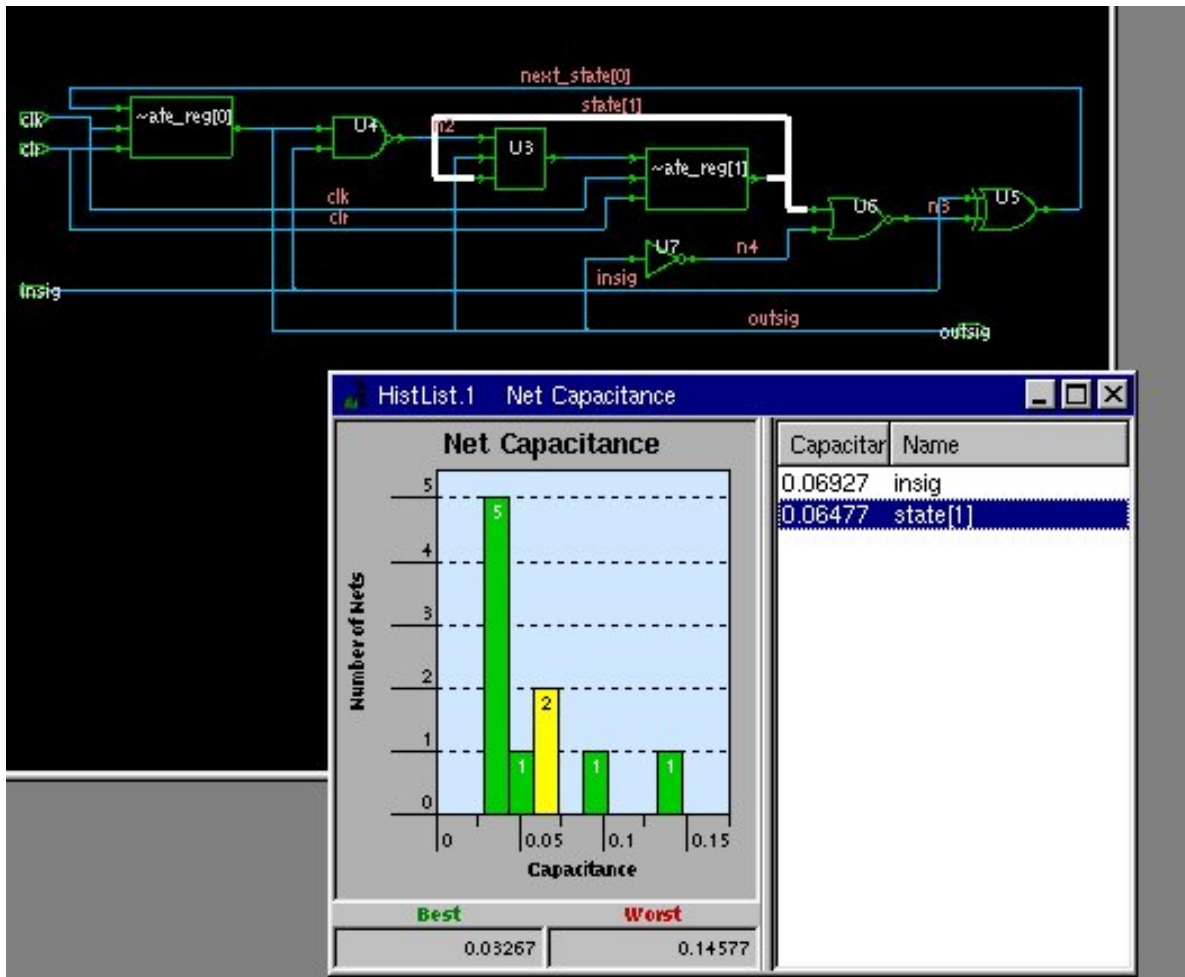 next_state[0]
state[1]
clk
~ate_reg[0]
U4
n2
clr
U3
~ate_reg[1]
clk
U6
n3
U5
clr
U7
n4
insig
insig
outsig
outsig
HistList.1 Net Capacitance
Net Capacitance
Capacitar Name
0.06927 insig
0.06477 state[1]
Number of Nets
5
5
4
3
2
2
1
1
1
1
0
0 0.05 0.1 0.15
Capacitance
Best Worst
0.03267 0.14577